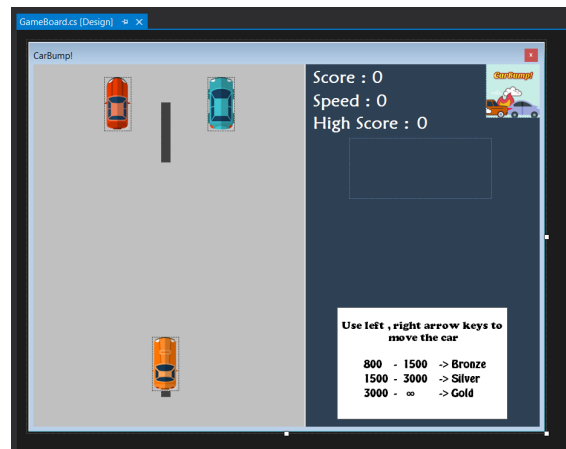 GameBoard.cs [Design]
CarBump!
Score : 0
Speed : 0
High Score : 0
CarBump!
Use left , right arrow keys to
move the car
800 - 1500 -> Bronze
1500 - 3000 -> Silver
3000 - ∞ -> Gold